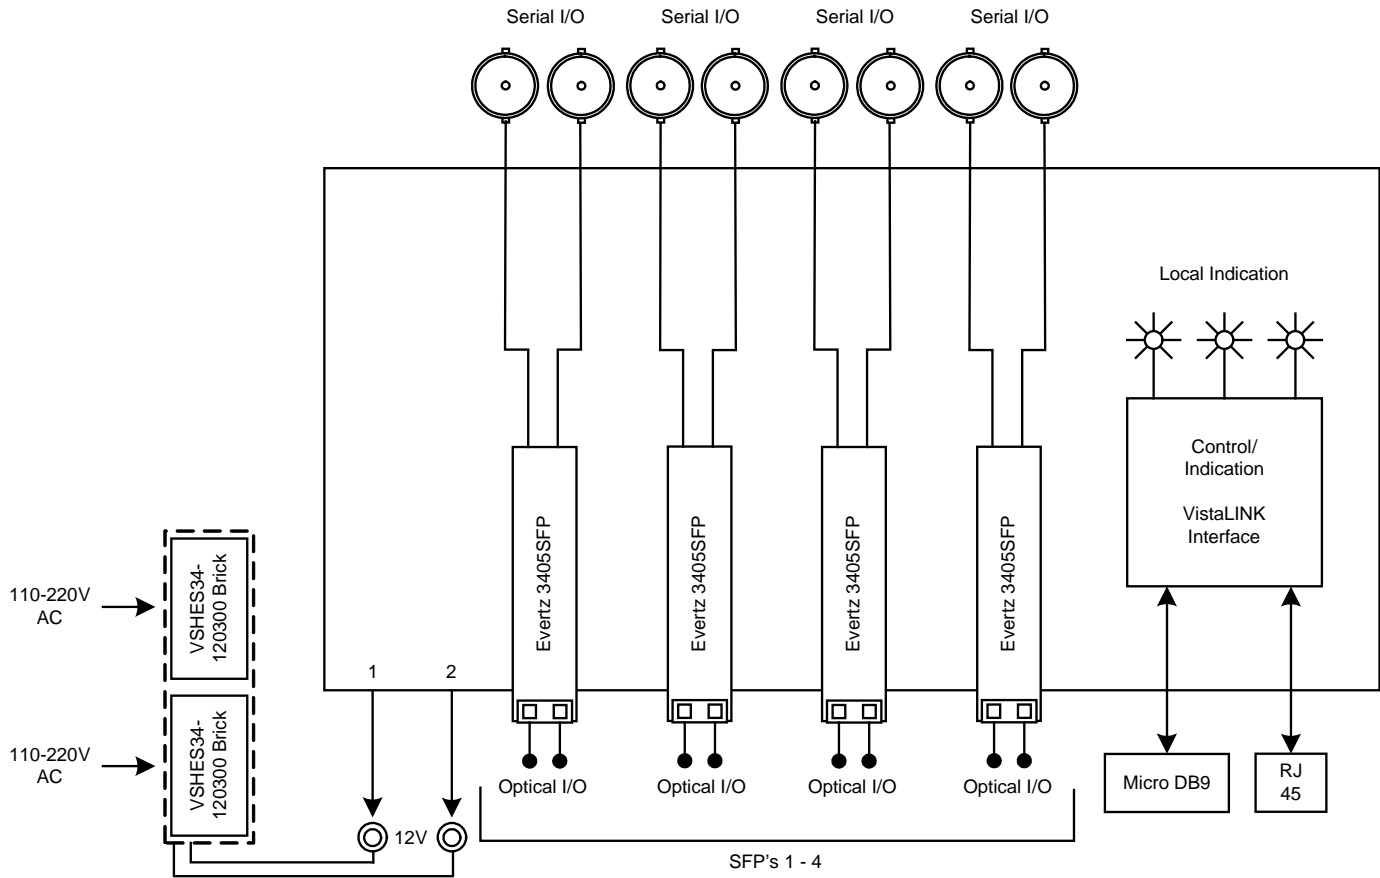 Serial I/O
Serial I/O
Serial I/O
Serial I/O
Local Indication
Control/
Indication
VistaLINK
Interface
Evertz 3405SFP
Evertz 3405SFP
Evertz 3405SFP
Evertz 3405SFP
110-220V
AC
VSHES34-
120300 Brick
1
2
110-220V
AC
VSHES34-
120300 Brick
Optical I/O
Optical I/O
Optical I/O
Optical I/O
Micro DB9
RJ
45
12V
SFP's 1 - 4